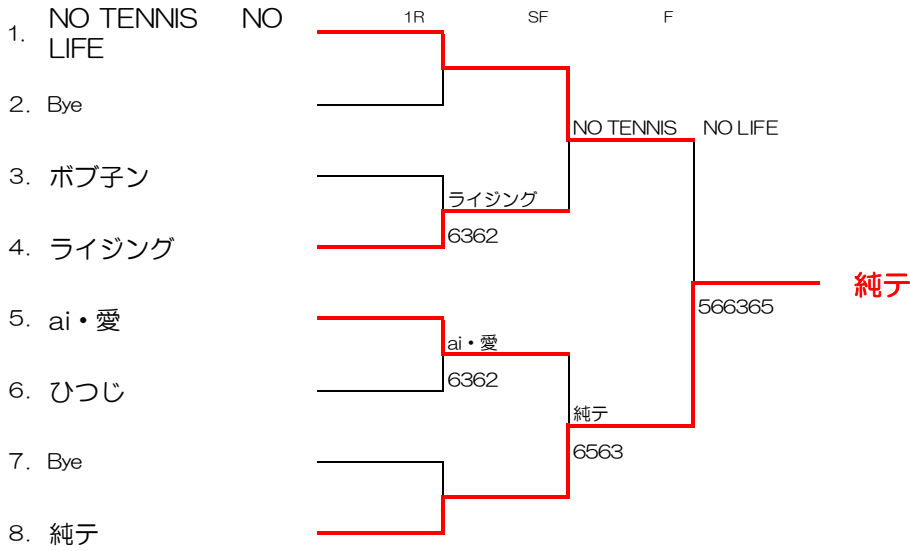 1R SF F
1. NO TENNIS NO
LIFE
2. Bye
NO TENNIS NO LIFE
3. ボブ子ン
ライジング
6362
4. ライジング
純テ
566365
5. ai・愛
ai・愛
6362
6. ひつじ
純テ
6563
7. Bye
8. 純テ